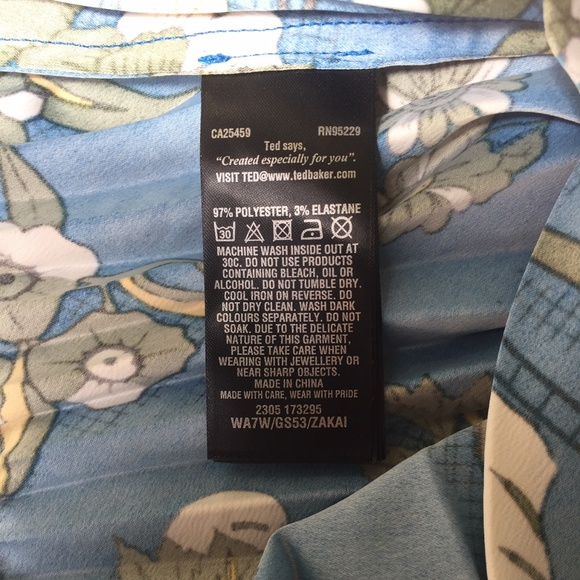 CA25459 RN95229
Ted says,
"Created especially for you".
VISIT TED@www.tedbaker.com
97% POLYESTER, 3% ELASTANE
30
MACHINE WASH INSIDE OUT AT
30C. DO NOT USE PRODUCTS
CONTAINING BLEACH, OIL OR
ALCOHOL. DO NOT TUMBLE DRY.
COOL IRON ON REVERSE. DO
NOT DRY CLEAN. WASH DARK
COLOURS SEPARATELY. DO NOT
SOAK. DUE TO THE DELICATE
NATURE OF THIS GARMENT,
PLEASE TAKE CARE WHEN
WEARING WITH JEWELLERY OR
NEAR SHARP OBJECTS.
MADE IN CHINA
MADE WITH CARE, WEAR WITH PRIDE
2305 173295
WA7W/GS53/ZAKAI